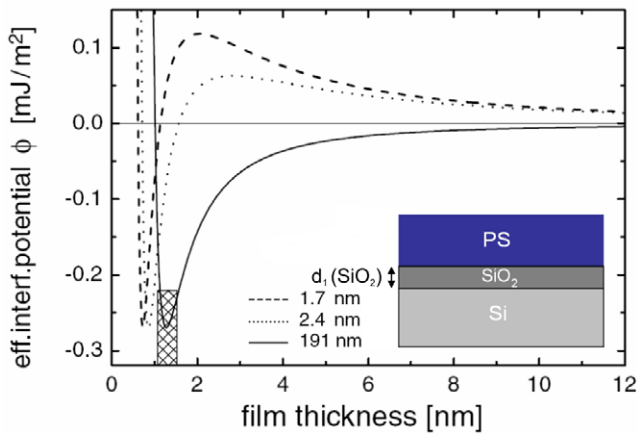 eff.interf.potential ϕ [mJ/m²]
0.1
0.0
-0.1
-0.2
-0.3
PS
d₁(SiO₂)
SiO₂
1.7 nm
2.4 nm
191 nm
Si
0 2 4 6 8 10 12
film thickness [nm]